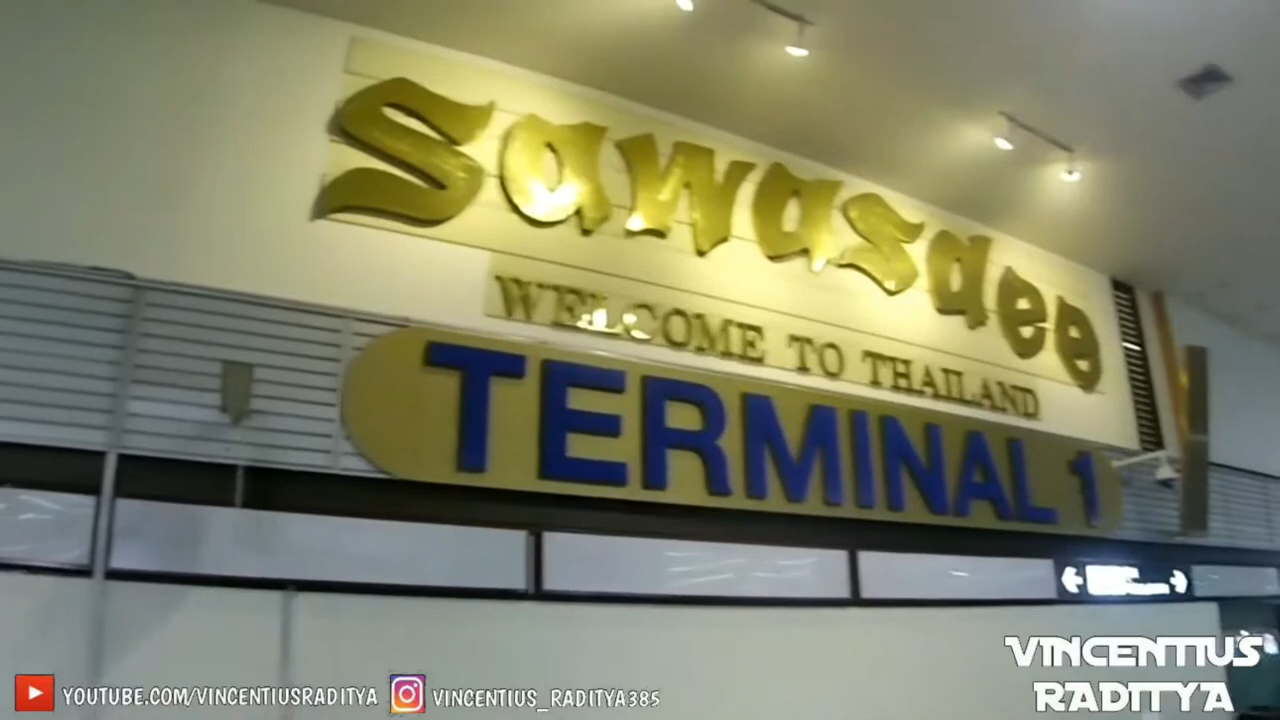 Sawasdee
WELCOME TO THAILAND
TERMINAL 1
VINCENTIUS
RADITYA
YOUTUBE.COM/VINCENTIUSRADITYA
VINCENTIUS_RADITYA385